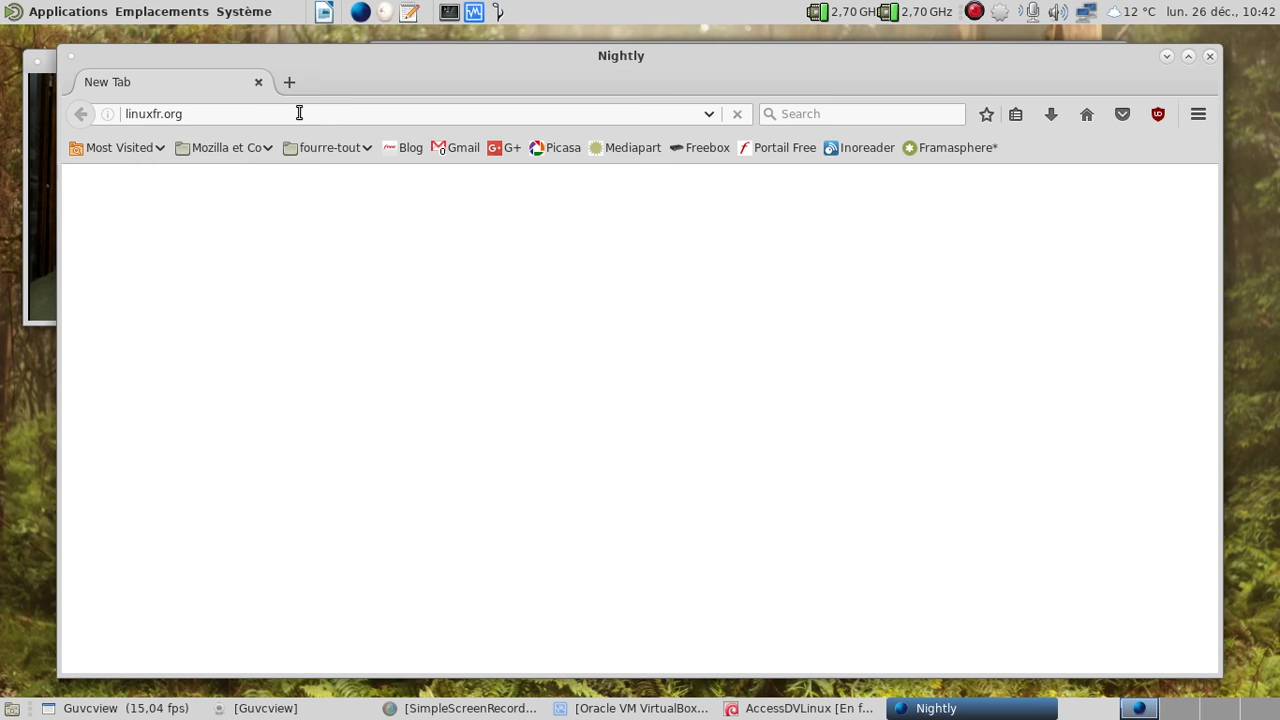 Applications Emplacements Système 2,70 GH 2,70 GHz 12 °C lun. 26 déc., 10:42
Nightly
New Tab
linuxfr.org Search
Most Visited Mozilla et Co fourre-tout Blog Gmail G+ Picasa Mediapart Freebox Portail Free Inoreader Framasphere*
Guvcview (15,04 fps) [Guvcview] [SimpleScreenRecord... [Oracle VM VirtualBox... AccessDVLinux [En f... Nightly